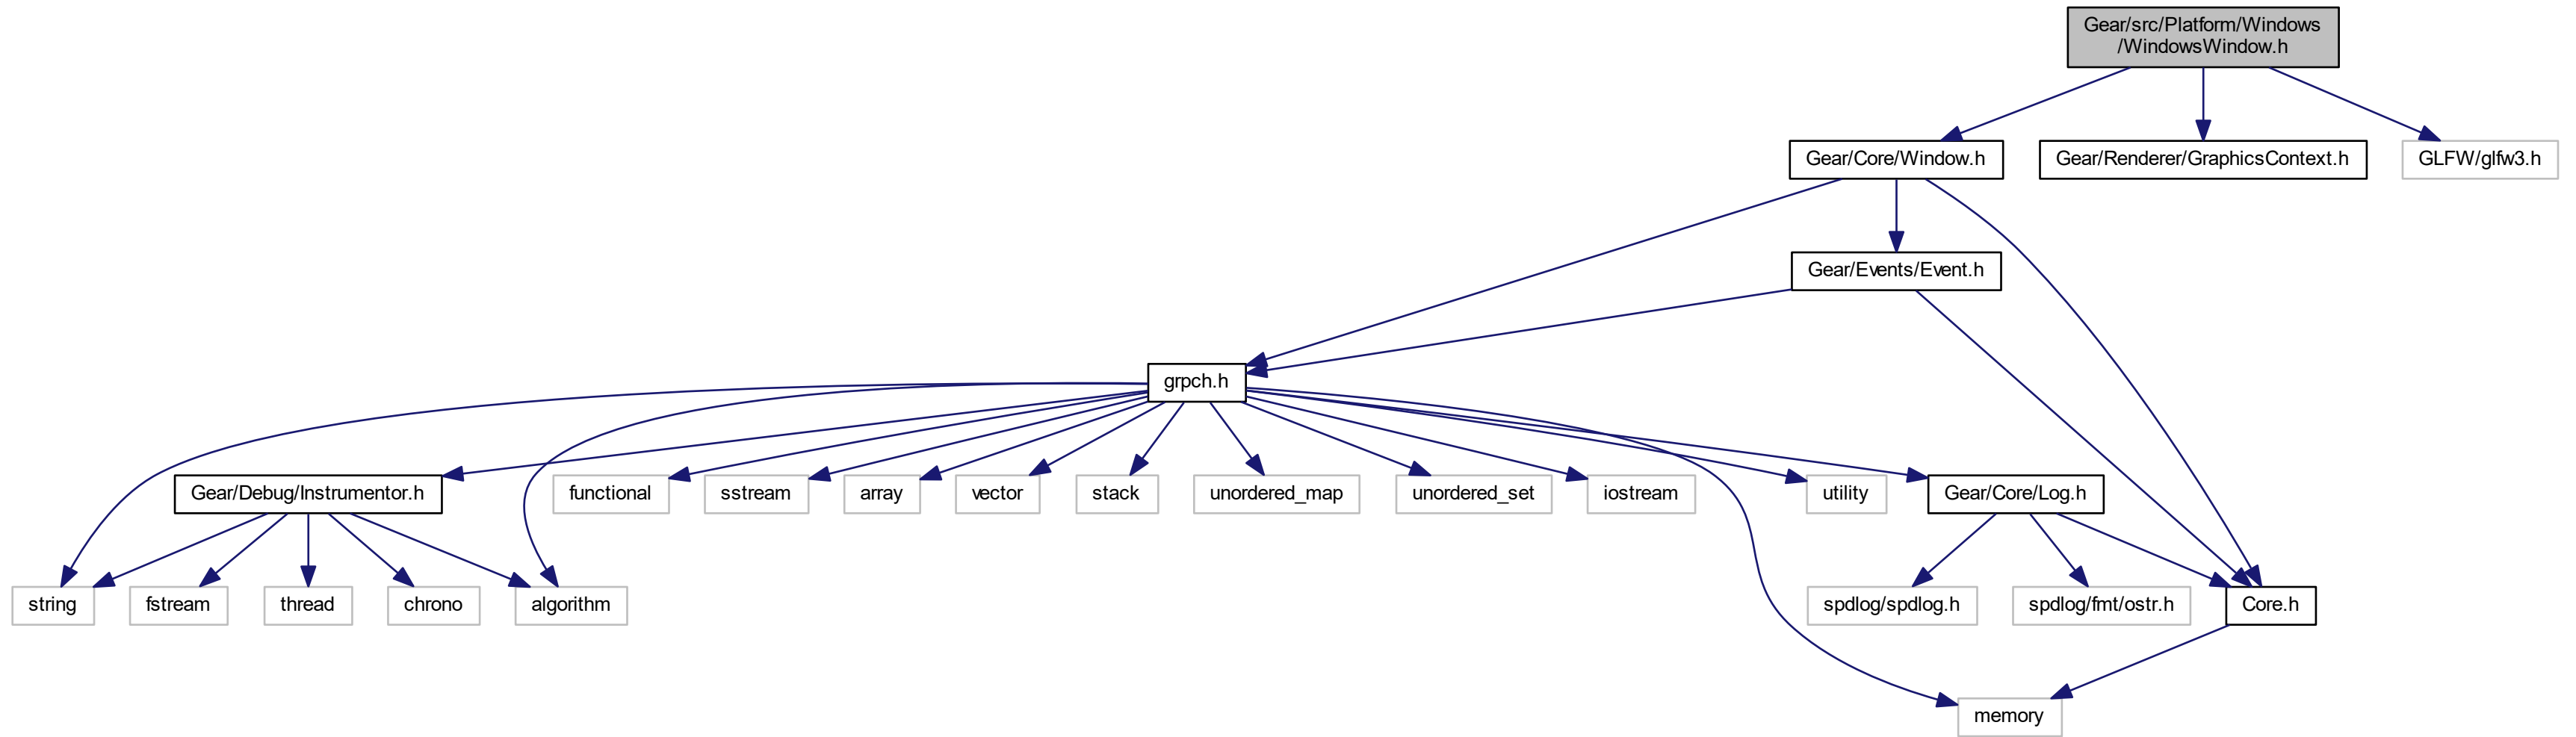 Gear/src/Platform/Windows
/WindowsWindow.h
Gear/Core/Window.h
Gear/Renderer/GraphicsContext.h
GLFW/glfw3.h
Gear/Events/Event.h
grpch.h
Gear/Debug/Instrumentor.h
functional
sstream
array
vector
stack
unordered_map
unordered_set
iostream
utility
Gear/Core/Log.h
string
fstream
thread
chrono
algorithm
spdlog/spdlog.h
spdlog/fmt/ostr.h
Core.h
memory